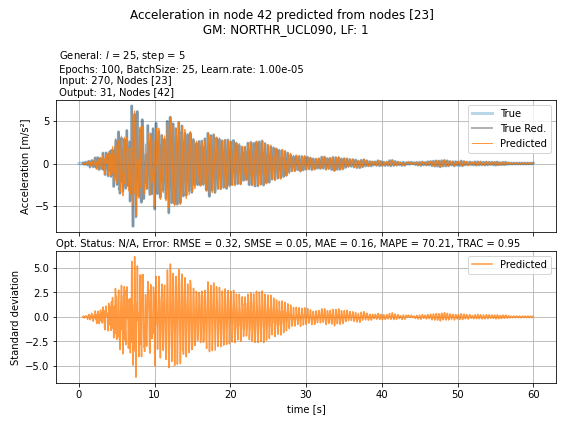 Acceleration in node 42 predicted from nodes [23]
GM: NORTHR_UCL090, LF: 1
General: l = 25, step = 5
Epochs: 100, BatchSize: 25, Learn.rate: 1.00e-05
Input: 270, Nodes [23]
Output: 31, Nodes [42]
Acceleration [m/s²]
5
0
−5
True
True Red.
Predicted
Opt. Status: N/A, Error: RMSE = 0.32, SMSE = 0.05, MAE = 0.16, MAPE = 70.21, TRAC = 0.95
Standard deviation
5.0
2.5
0.0
−2.5
−5.0
Predicted
0 10 20 30 40 50 60
time [s]